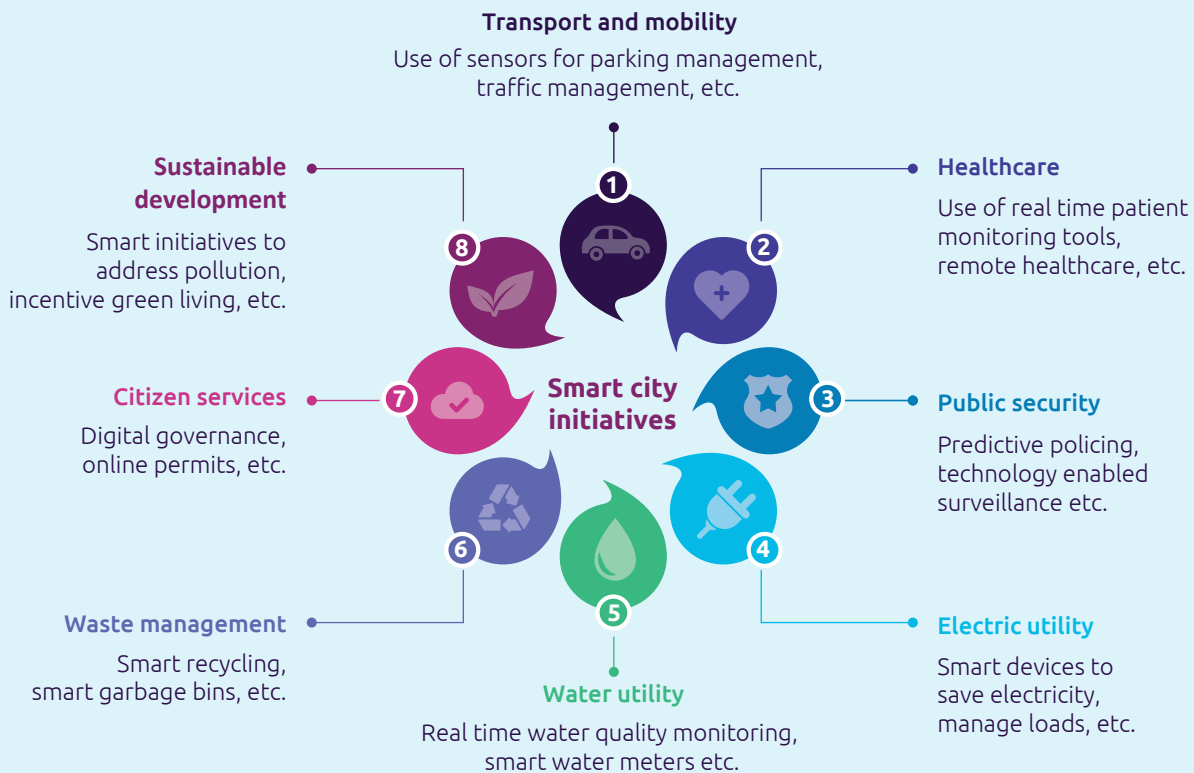 Transport and mobility
Use of sensors for parking management,
traffic management, etc.
1
Healthcare
Use of real time patient
monitoring tools,
remote healthcare, etc.
2
Public security
Predictive policing,
technology enabled
surveillance etc.
3
Electric utility
Smart devices to
save electricity,
manage loads, etc.
4
Water utility
Real time water quality monitoring,
smart water meters etc.
5
Waste management
Smart recycling,
smart garbage bins, etc.
6
Citizen services
Digital governance,
online permits, etc.
7
Sustainable
development
Smart initiatives to
address pollution,
incentive green living, etc.
8
Smart city
initiatives